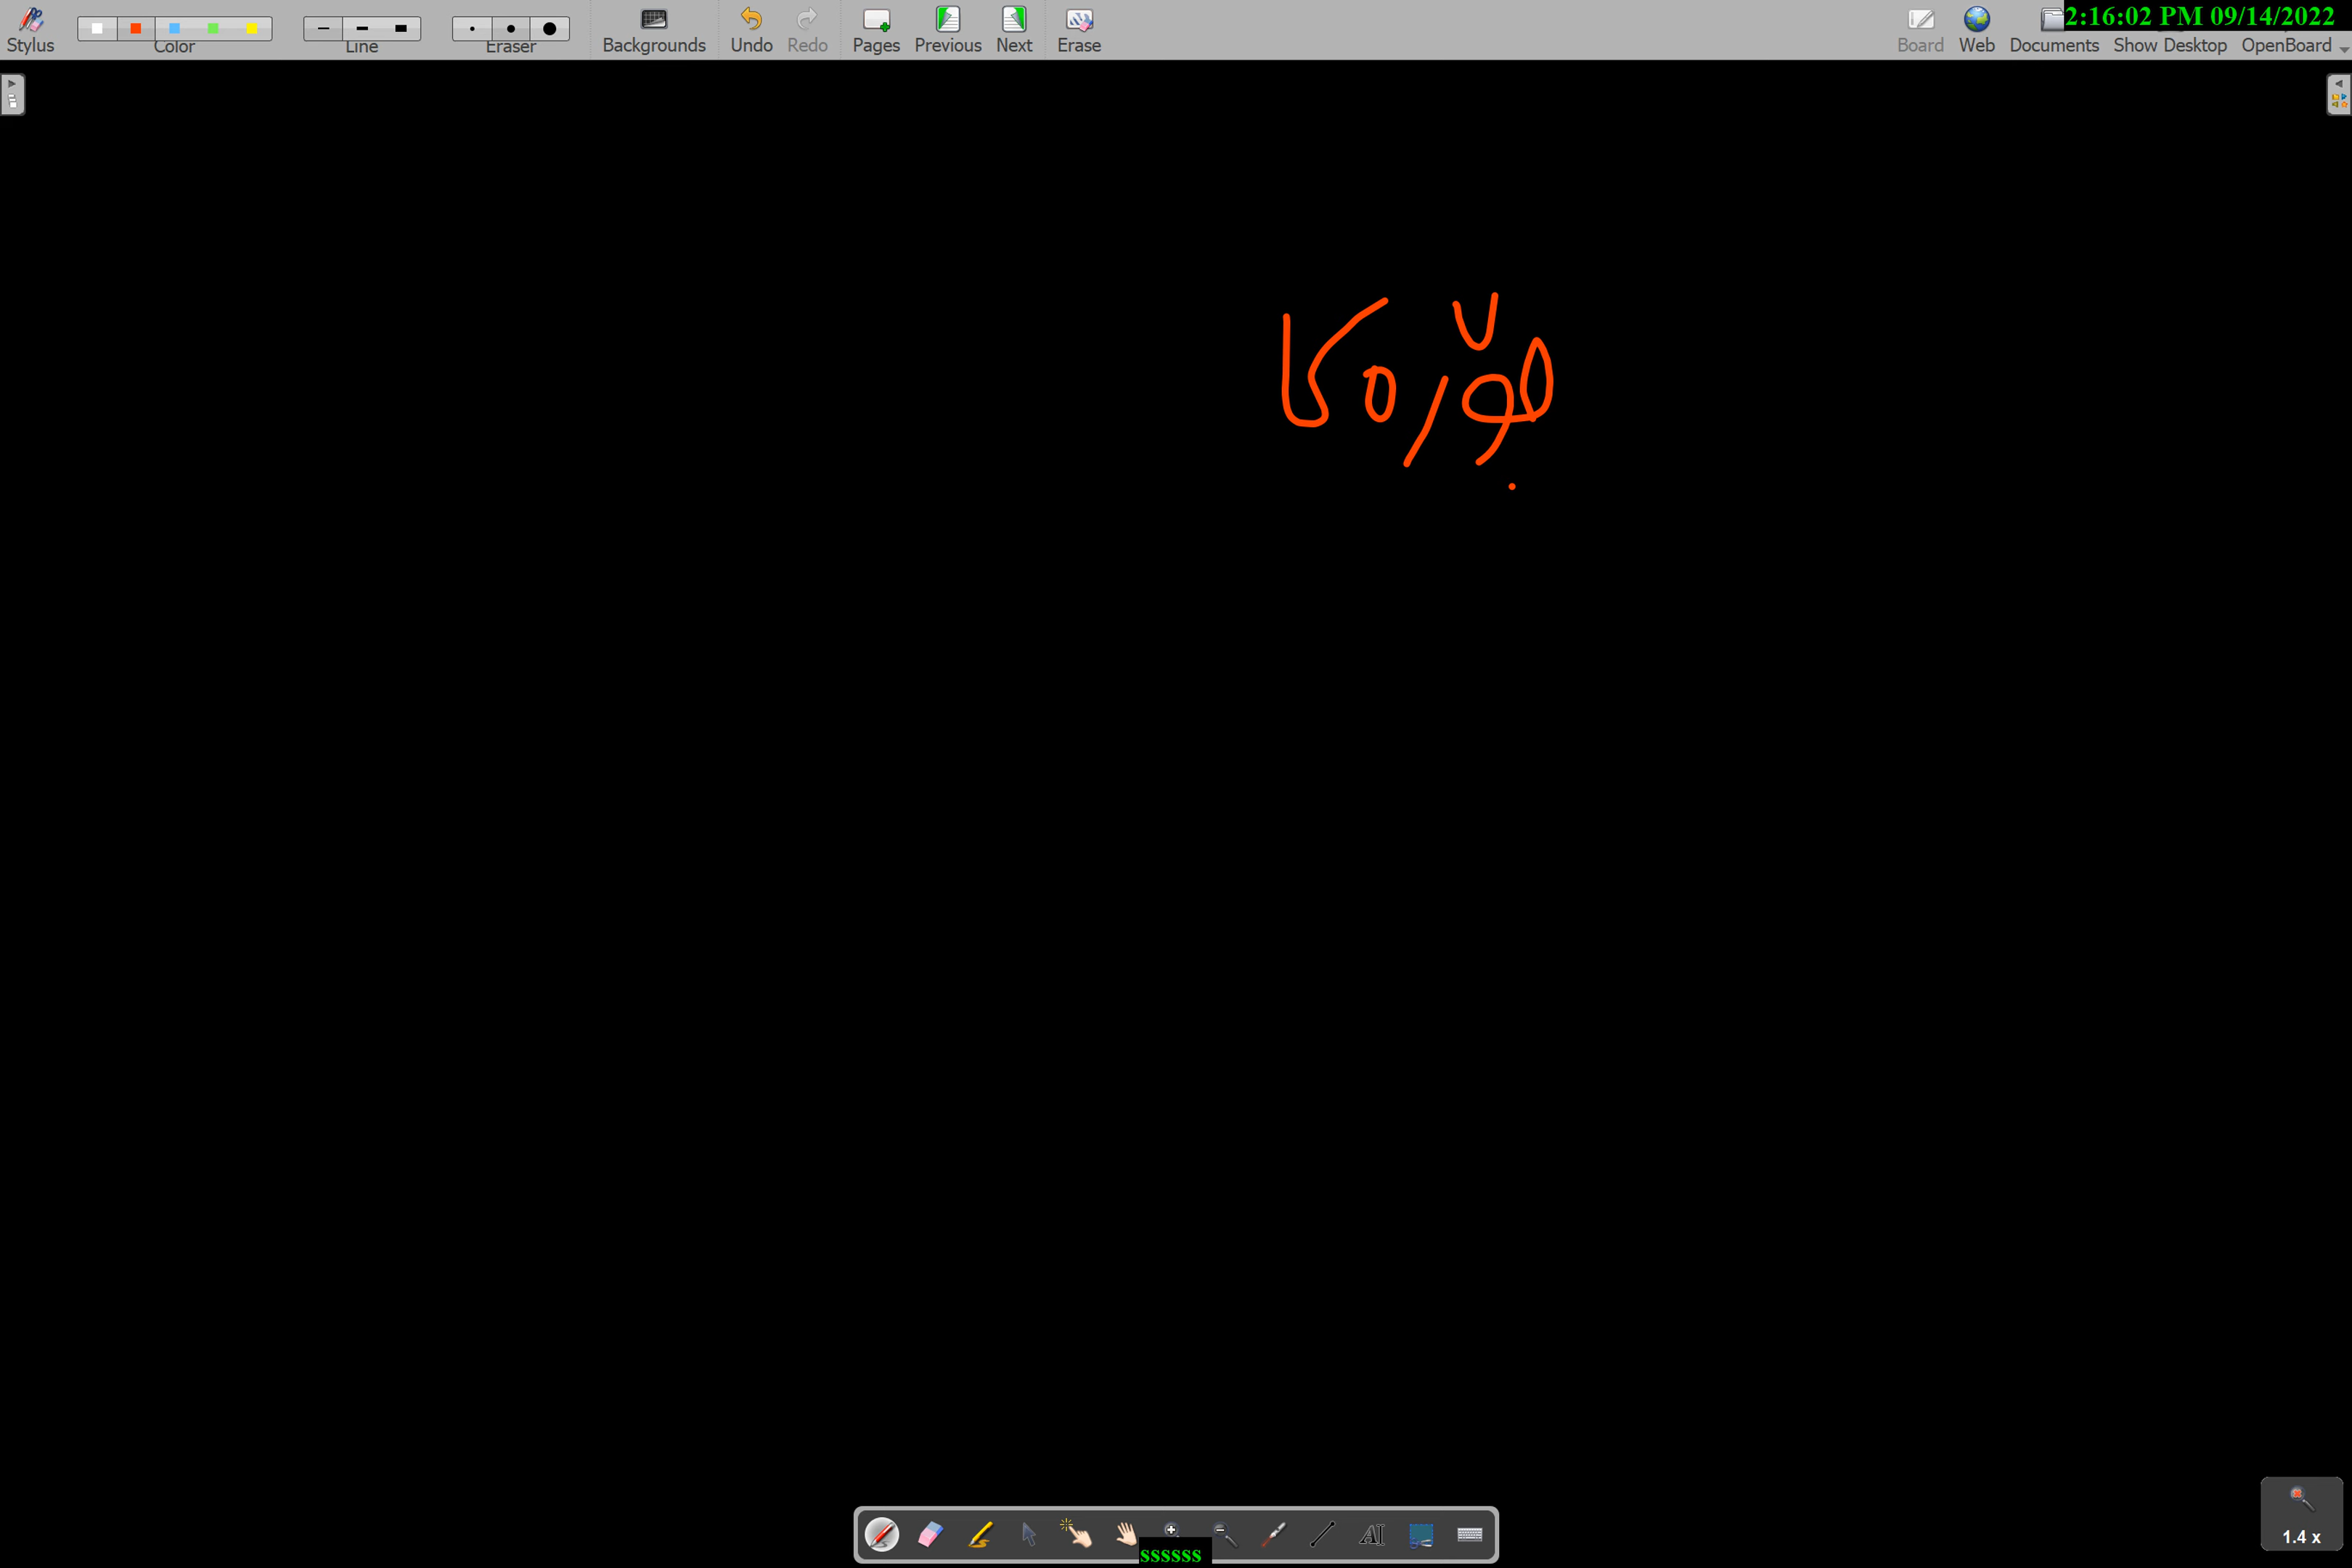 Stylus Color Line Eraser Backgrounds Undo Redo Pages Previous Next Erase Board Web Documents Show Desktop OpenBoard
2:16:02 PM 09/14/2022
ssssss
1.4 x